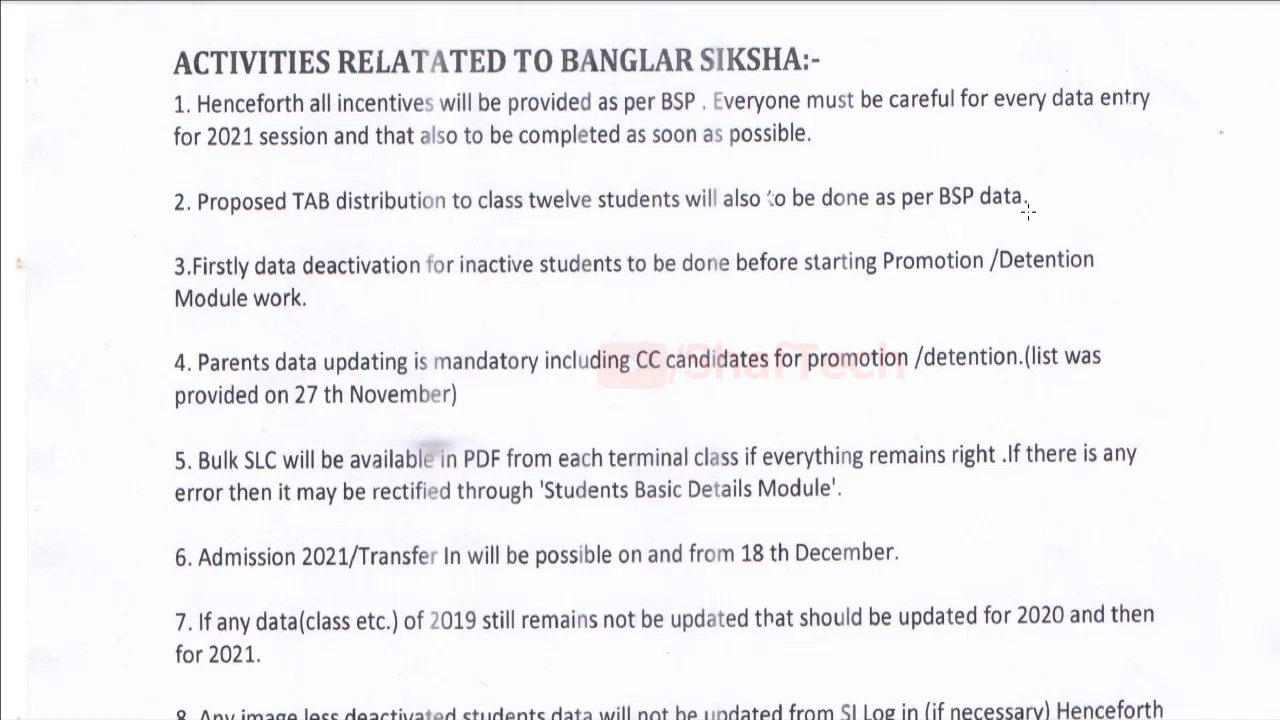 ACTIVITIES RELATATED TO BANGLAR SIKSHA:-
1. Henceforth all incentives will be provided as per BSP . Everyone must be careful for every data entry
for 2021 session and that also to be completed as soon as possible.
2. Proposed TAB distribution to class twelve students will also to be done as per BSP data.
3.Firstly data deactivation for inactive students to be done before starting Promotion /Detention
Module work.
4. Parents data updating is mandatory including CC candidates for promotion /detention.(list was
provided on 27 th November)
/ShafTech
5. Bulk SLC will be available in PDF from each terminal class if everything remains right .If there is any
error then it may be rectified through 'Students Basic Details Module'.
6. Admission 2021/Transfer In will be possible on and from 18 th December.
7. If any data(class etc.) of 2019 still remains not be updated that should be updated for 2020 and then
for 2021.
8. Any image less deactivated students data will not be updated from SI Log in (if necessary) Henceforth